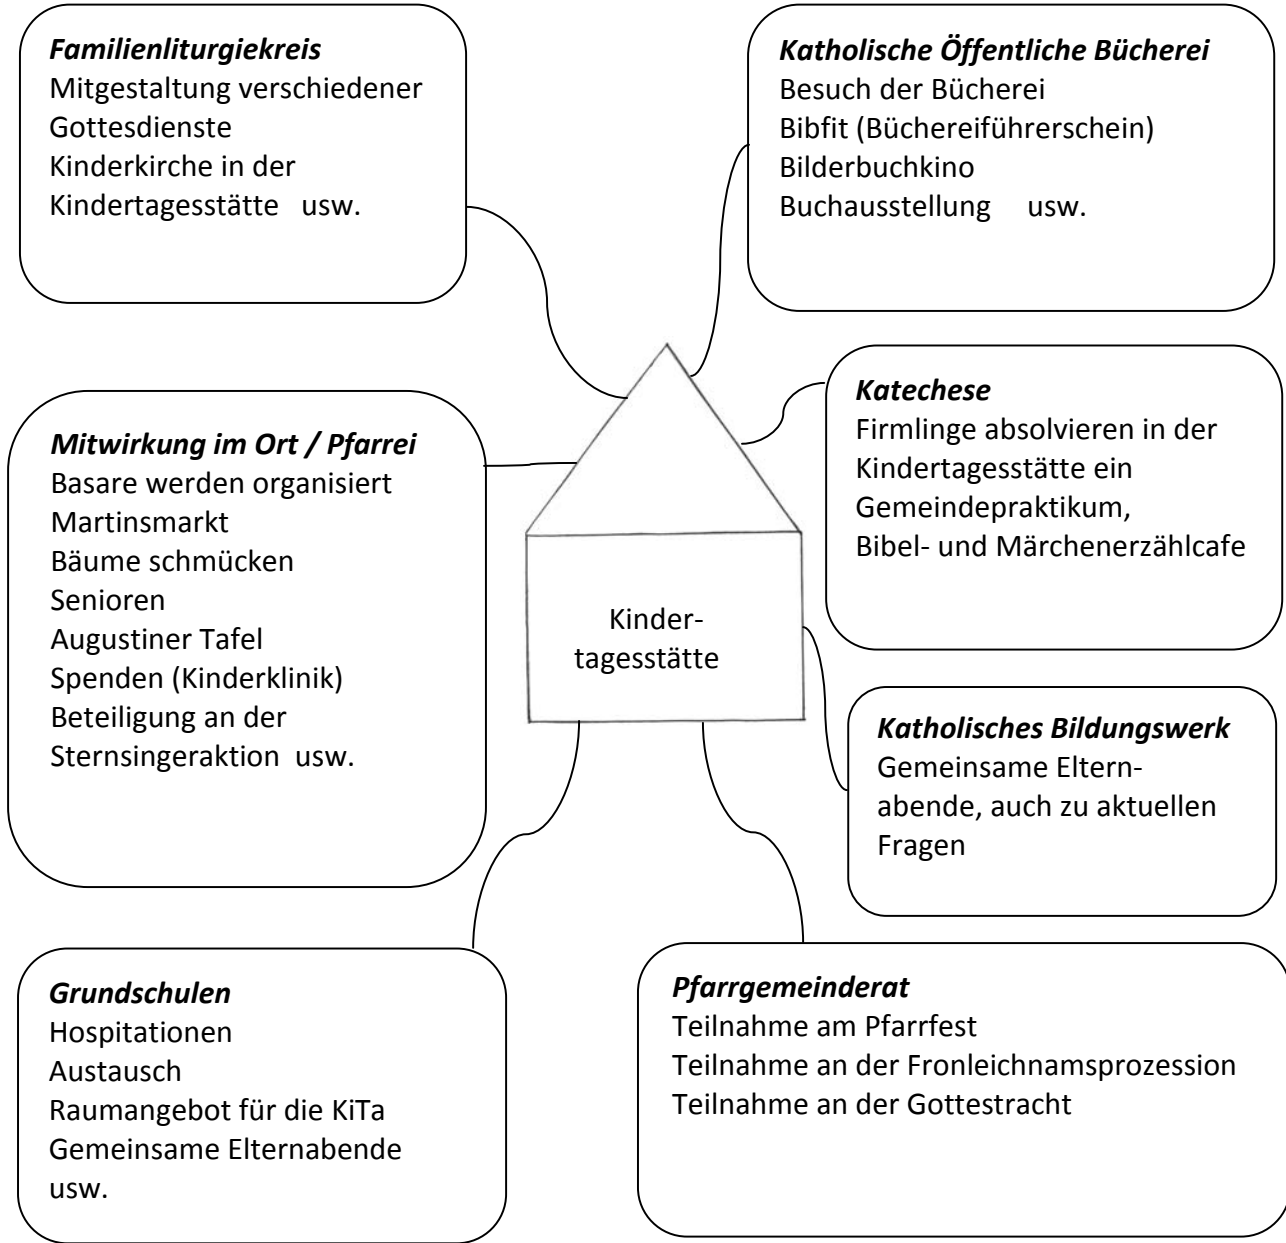 Familienliturgiekreis
Mitgestaltung verschiedener
Gottesdienste
Kinderkirche in der
Kindertagesstätte usw.
Katholische Öffentliche Bücherei
Besuch der Bücherei
Bibfit (Büchereiführerschein)
Bilderbuchkino
Buchausstellung usw.
Mitwirkung im Ort / Pfarrei
Basare werden organisiert
Martinsmarkt
Bäume schmücken
Senioren
Augustiner Tafel
Spenden (Kinderklinik)
Beteiligung an der
Sternsingeraktion usw.
Katechese
Firmlinge absolvieren in der
Kindertagesstätte ein
Gemeindepraktikum,
Bibel- und Märchenerzählcafe
Kinder-
tagesstätte
Katholisches Bildungswerk
Gemeinsame Eltern-
abende, auch zu aktuellen
Fragen
Grundschulen
Hospitationen
Austausch
Raumangebot für die KiTa
Gemeinsame Elternabende
usw.
Pfarrgemeinderat
Teilnahme am Pfarrfest
Teilnahme an der Fronleichnamsprozession
Teilnahme an der Gottestracht